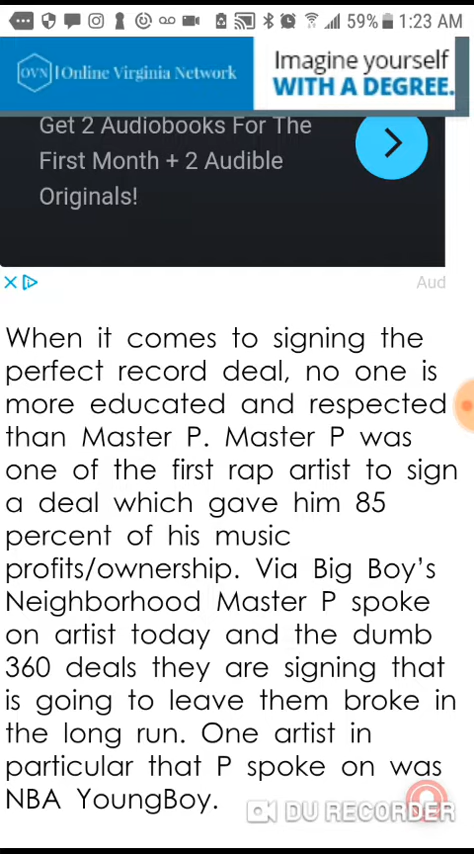 59% 1:23 AM
OVN Online Virginia Network
Imagine yourself
WITH A DEGREE.
Get 2 Audiobooks For The
First Month + 2 Audible
Originals!
Aud
When it comes to signing the
perfect record deal, no one is
more educated and respected
than Master P. Master P was
one of the first rap artist to sign
a deal which gave him 85
percent of his music
profits/ownership. Via Big Boy’s
Neighborhood Master P spoke
on artist today and the dumb
360 deals they are signing that
is going to leave them broke in
the long run. One artist in
particular that P spoke on was
NBA YoungBoy.
DU RECORDER